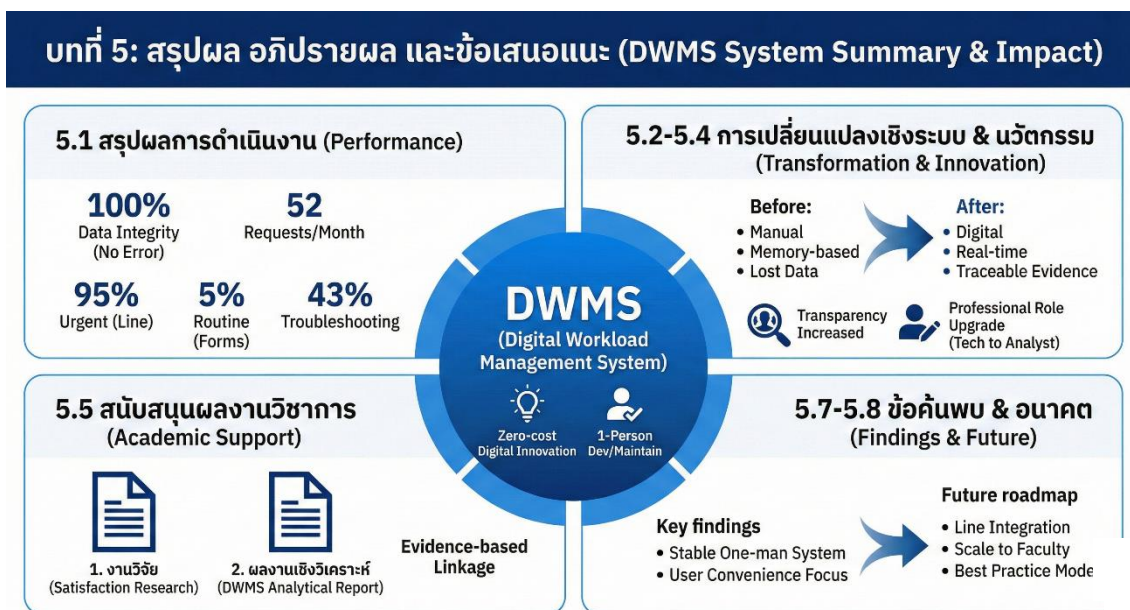 บทที่ 5: สรุปผล อภิปรายผล และข้อเสนอแนะ (DWMS System Summary & Impact)
5.1 สรุปผลการดำเนินงาน (Performance)
100%
Data Integrity
(No Error)
52
Requests/Month
95%
Urgent (Line)
5%
Routine
(Forms)
43%
Troubleshooting
5.2-5.4 การเปลี่ยนแปลงเชิงระบบ & นวัตกรรม
(Transformation & Innovation)
Before:
• Manual
• Memory-based
• Lost Data
After:
• Digital
• Real-time
• Traceable Evidence
Transparency
Increased
Professional Role
Upgrade
(Tech to Analyst)
DWMS
(Digital Workload
Management System)
Zero-cost
Digital Innovation
1-Person
Dev/Maintain
5.5 สนับสนุนผลงานวิชาการ
(Academic Support)
1. งานวิจัย
(Satisfaction Research)
2. ผลงานเชิงวิเคราะห์
(DWMS Analytical Report)
Evidence-based
Linkage
5.7-5.8 ข้อค้นพบ & อนาคต
(Findings & Future)
Key findings
• Stable One-man System
• User Convenience Focus
Future roadmap
• Line Integration
• Scale to Faculty
• Best Practice Mode